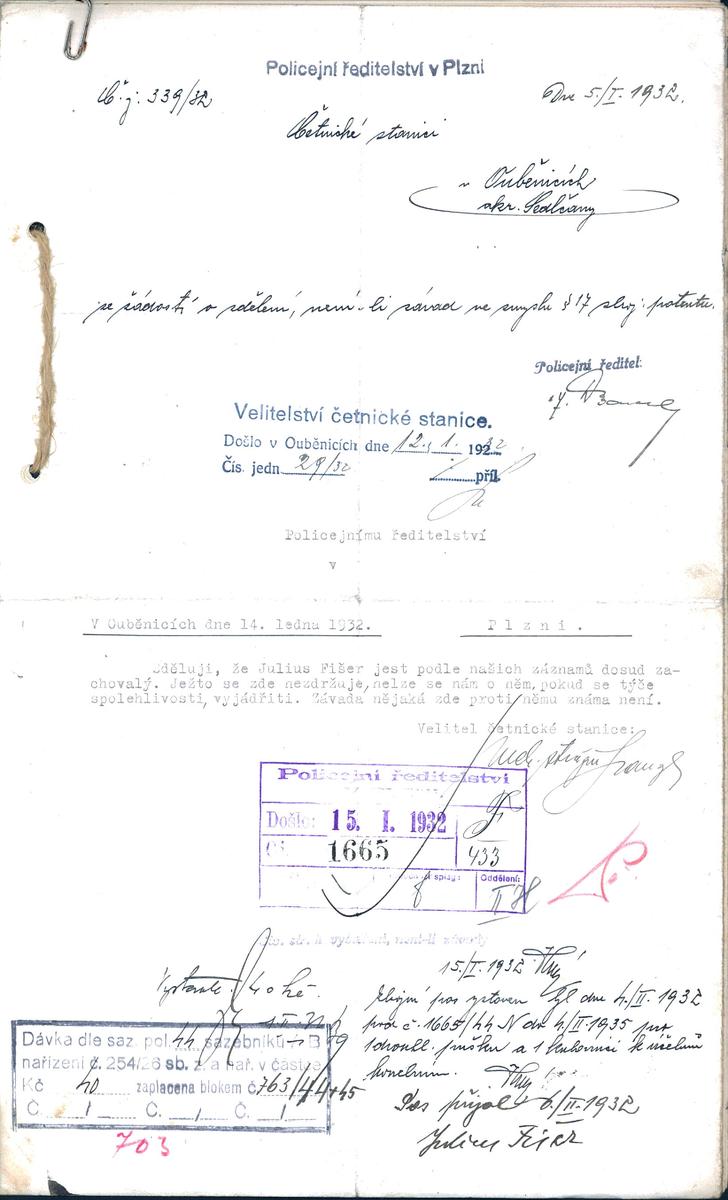 Policejní ředitelství v Plzni
Č.j. 339/32
Dne 5./I. 1932.
Četnické stanici
v Ouběnicích
okr. Sedlčany
se žádostí o sdělení, není-li závad ve smyslu § 17 zbroj. patentu.
Policejní ředitel:
Velitelství četnické stanice.
Došlo v Ouběnicích dne 12. 1. 1932
Čís. jedn. 29/32
příl.
Policejnímu ředitelství
v
V Ouběnicích dne 14. ledna 1932.
Plzni.
Sděluji, že Julius Fišer jest podle našich záznamů dosud za-
chovalý. Ježto se zde nezdržuje, nelze se nám o něm, pokud se týče
spolehlivosti, vyjádřiti. Závada nějaká zde proti němu známa není.
Velitel četnické stanice:
Policejní ředitelství
Došlo: 15. I. 1932
Čís. 1665
433
Oddělení:
II
15./I. 1932
Zbrojní pas vystaven byl dne 4./II. 1932
pod č. 1665/44 N do 4./II. 1935 pro
1 dvouhl. pušku a 1 kulovnici k účelům
loveckým.
Pas přijal 6./II. 1932
Julius Fišer
Dávka dle saz. pol. 44 sazebníku B
nařízení č. 254/26 sb. z. a nař. v částce
Kč 40 zaplacena blokem č. 763/44+45
Č. / Č. / Č. /
703